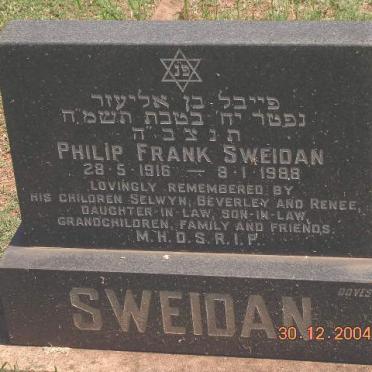 פנ
פייבל בן אליעזר
נפטר יח׳ בטבת תשמ״ח
ת נ צ ב ״ ה
PHILIP FRANK SWEIDAN
28·5·1916 — 8·1·1988
LOVINGLY REMEMBERED BY
HIS CHILDREN SELWYN, BEVERLEY AND RENEE,
DAUGHTER-IN-LAW, SON-IN-LAW,
GRANDCHILDREN, FAMILY AND FRIENDS.
M.H.D.S.R.I.P.
SWEIDAN
30.12.2004